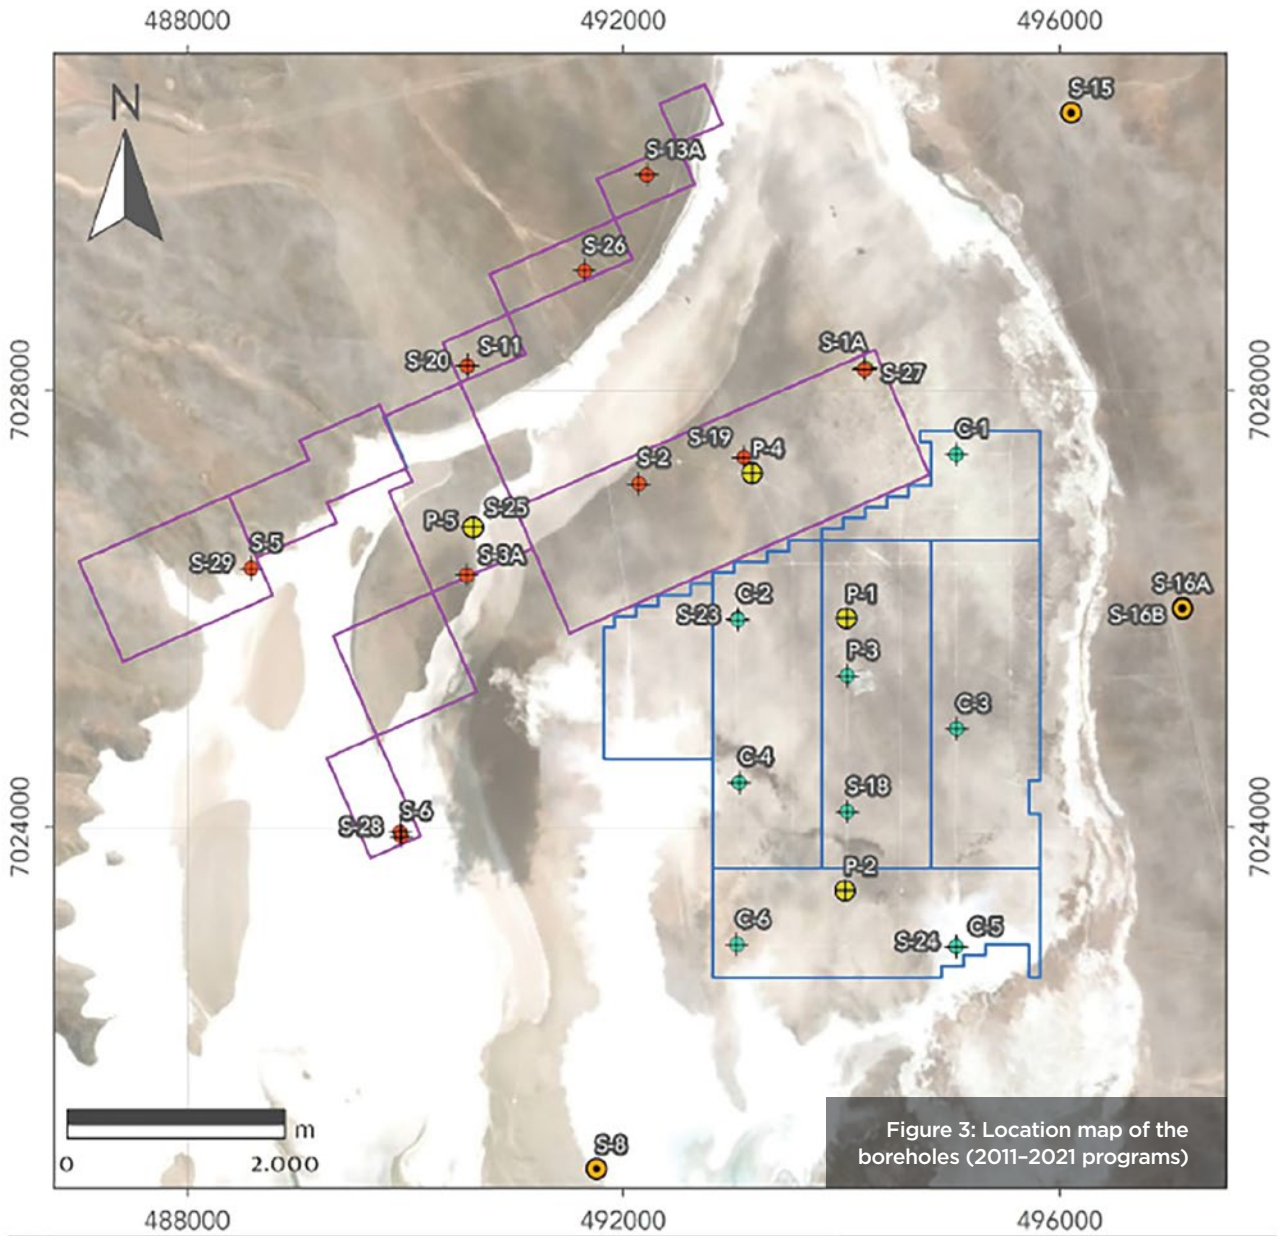 488000
492000
496000
N
S-15
S-13A
S-26
S-20
S-11
S-1A
S-27
7028000
7028000
C-1
S-19
P-4
S-2
P-5
S-25
S-29
S-5
S-3A
S-16A
S-16B
C-2
S-23
P-1
P-3
C-3
C-4
S-18
S-28
S-6
7024000
7024000
P-2
C-6
S-24
C-5
m
0
2.000
S-8
Figure 3: Location map of the
boreholes (2011–2021 programs)
488000
492000
496000